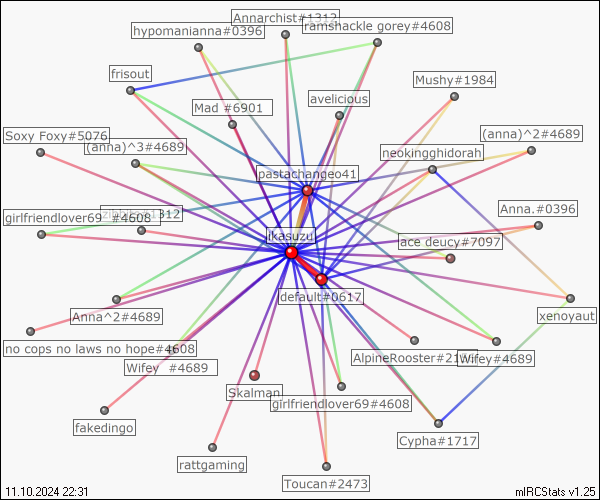 Annarchist#1312
hypomanianna#0396
ramshackle gorey#4608
frisout
Mushy#1984
Mad #6901
avelicious
Soxy Foxy#5076
(anna)^3#4689
(anna)^2#4689
neokingghidorah
pastachangeo41
girlfriendlover69 #4608
1312
Anna.#0396
ikasuzu
ace deucy#7097
default#0617
Anna^2#4689
xenoyaut
no cops no laws no hope#4608
Wifey #4689
AlpineRooster#21
Wifey#4689
Skalman
girlfriendlover69#4608
fakedingo
Cypha#1717
rattgaming
Toucan#2473
11.10.2024 22:31
mIRCStats v1.25